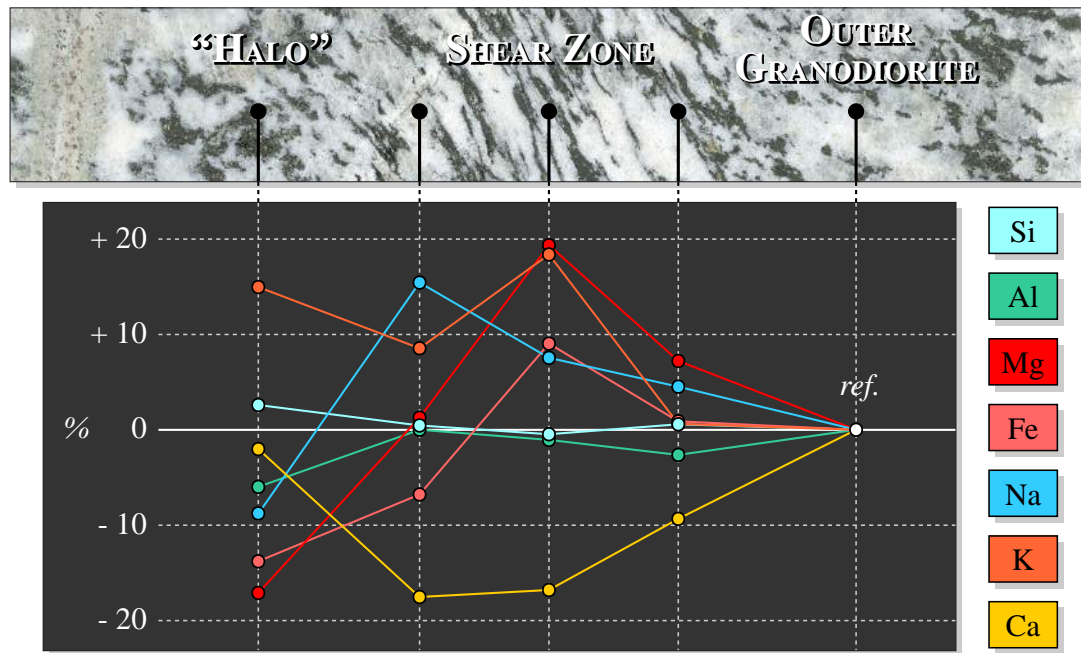 “Halo”
Shear Zone
Outer
Granodiorite
+ 20
+ 10
% 0
- 10
- 20
ref.
Si
Al
Mg
Fe
Na
K
Ca